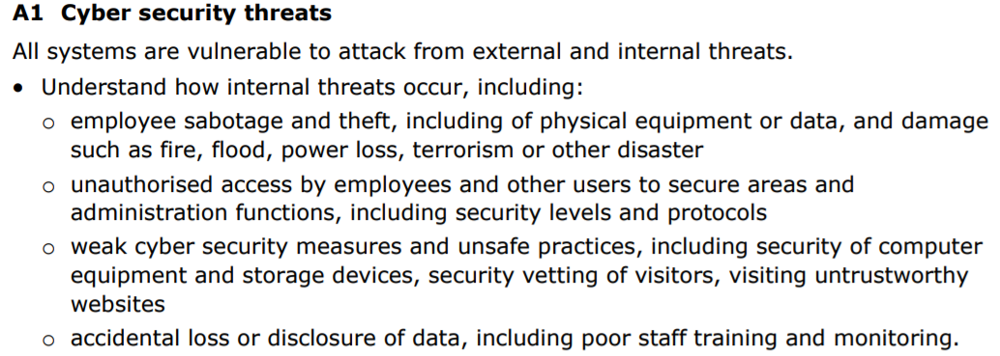 A1 Cyber security threats
All systems are vulnerable to attack from external and internal threats.
• Understand how internal threats occur, including:
o employee sabotage and theft, including of physical equipment or data, and damage
such as fire, flood, power loss, terrorism or other disaster
o unauthorised access by employees and other users to secure areas and
administration functions, including security levels and protocols
o weak cyber security measures and unsafe practices, including security of computer
equipment and storage devices, security vetting of visitors, visiting untrustworthy
websites
o accidental loss or disclosure of data, including poor staff training and monitoring.